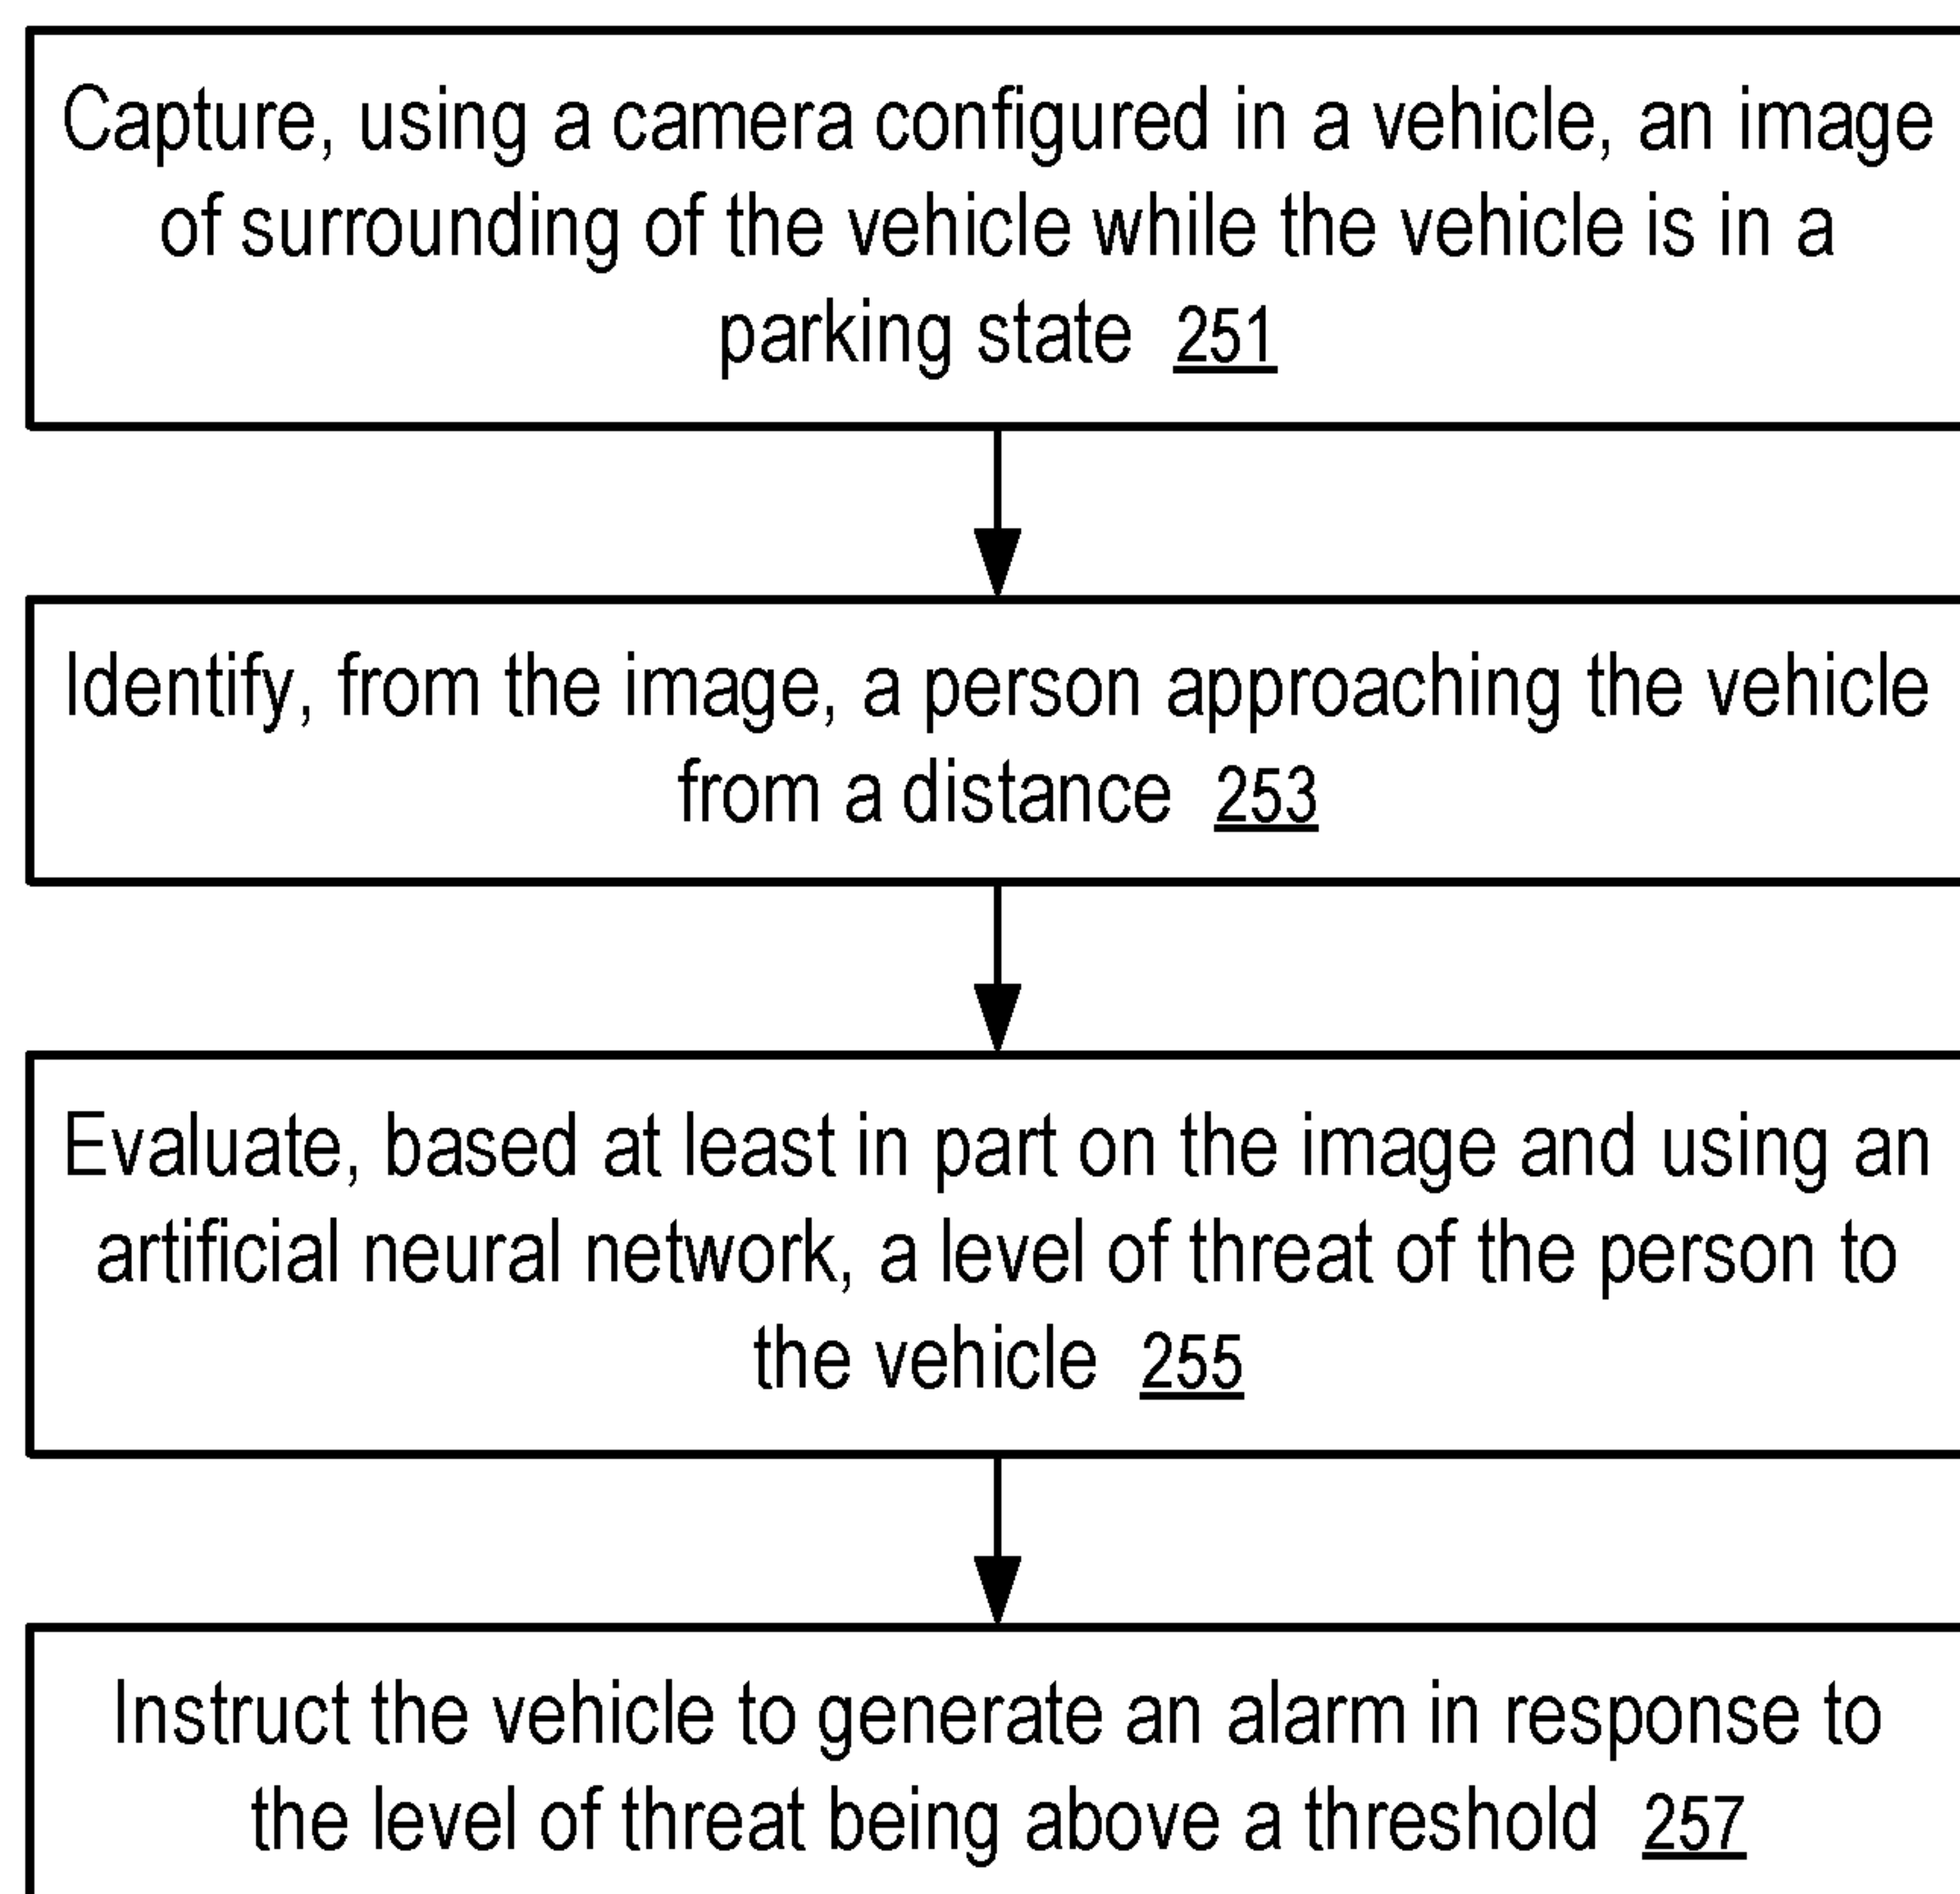 Capture, using a camera configured in a vehicle, an image
of surrounding of the vehicle while the vehicle is in a
parking state 251
Identify, from the image, a person approaching the vehicle
from a distance 253
Evaluate, based at least in part on the image and using an
artificial neural network, a level of threat of the person to
the vehicle 255
Instruct the vehicle to generate an alarm in response to
the level of threat being above a threshold 257